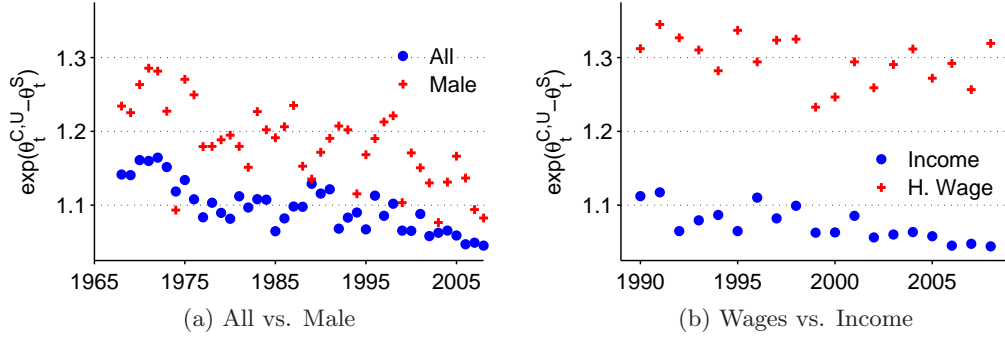 exp(θ_t^{C,U}−θ_t^S)
1.3
1.2
1.1
All
Male
1965 1975 1985 1995 2005
(a) All vs. Male
exp(θ_t^{C,U}−θ_t^S)
1.3
1.2
1.1
Income
H. Wage
1990 1995 2000 2005
(b) Wages vs. Income